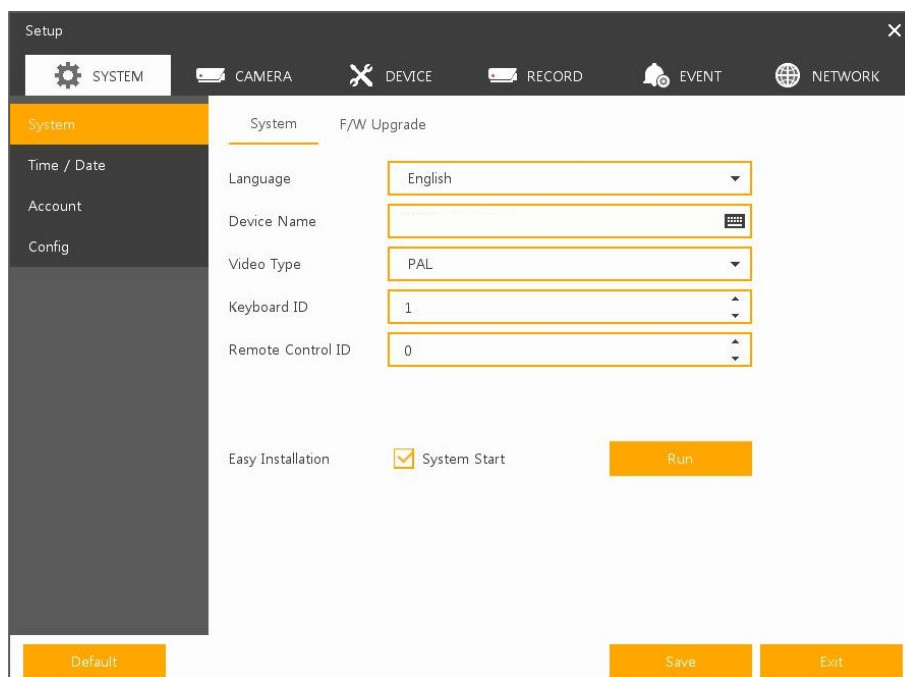 Setup
SYSTEM CAMERA DEVICE RECORD EVENT NETWORK
System
Time / Date
Account
Config
System F/W Upgrade
Language English
Device Name
Video Type PAL
Keyboard ID 1
Remote Control ID 0
Easy Installation System Start Run
Default Save Exit